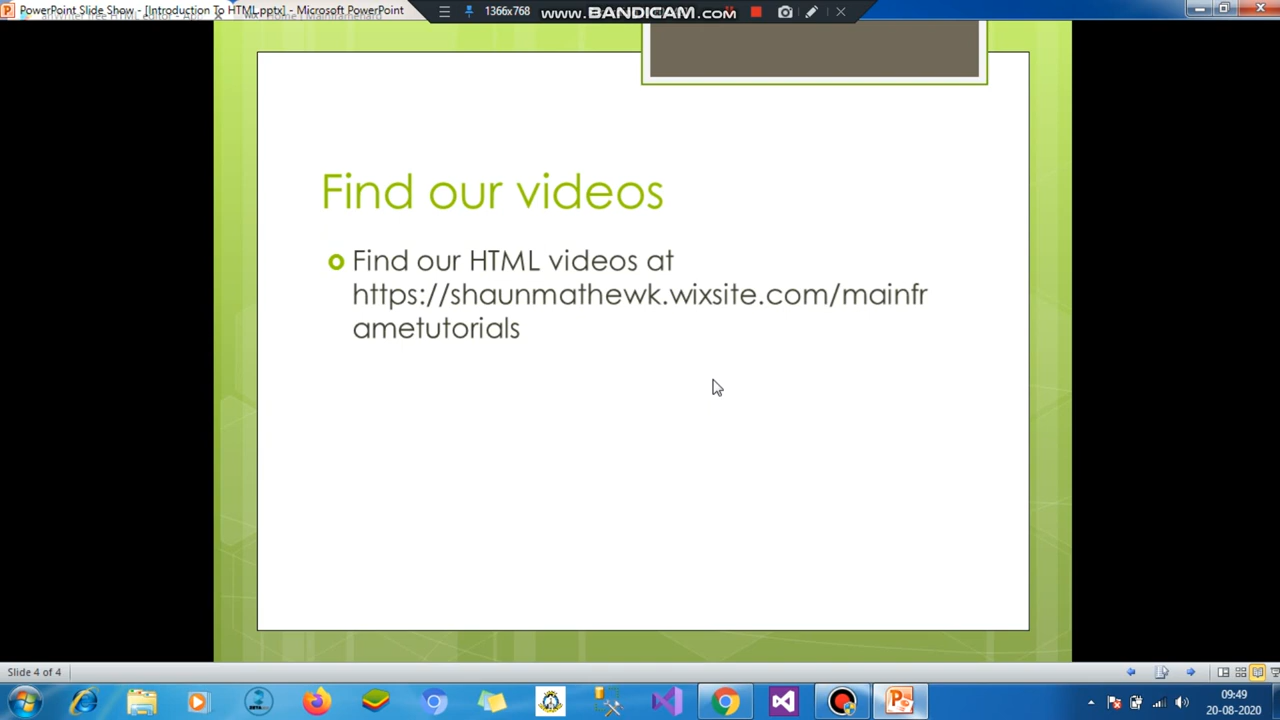 PowerPoint Slide Show - [Introduction To HTML.pptx] - Microsoft PowerPoint
1366x768
www.BANDICAM.com
Find our videos
Find our HTML videos at
https://shaunmathewk.wixsite.com/mainfr
ametutorials
Slide 4 of 4
09:49
20-08-2020